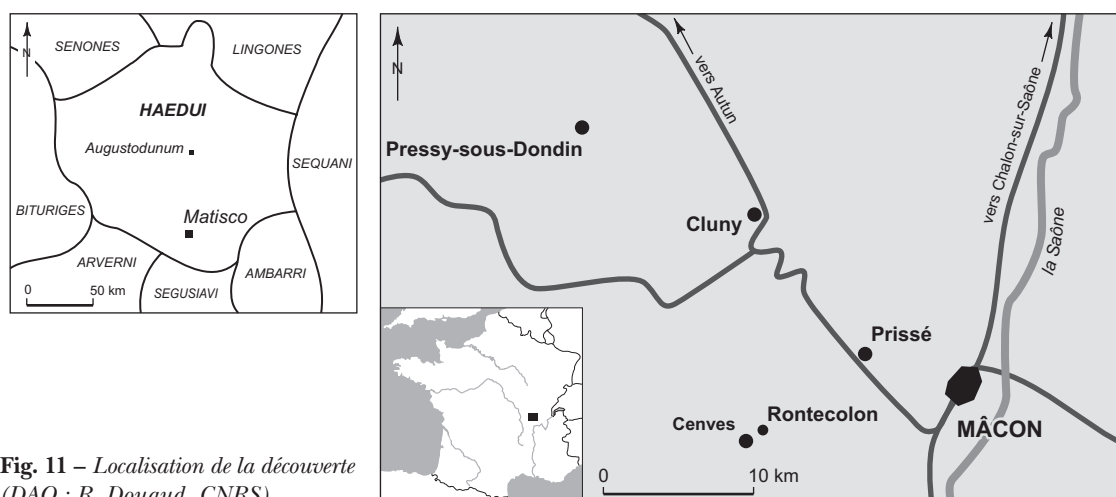 N
SENONES
LINGONES
HAEDUI
Augustodunum
SEQUANI
BITURIGES
Matisco
ARVERNI
AMBARRI
SEGUSIAVI
0 50 km
N
vers Autun
vers Chalon-sur-Saône
la Saône
Pressy-sous-Dondin
Cluny
Prissé
Cenves
Rontecolon
MÂCON
0 10 km
Fig. 11 – Localisation de la découverte
(DAO : R. Douaud, CNRS)